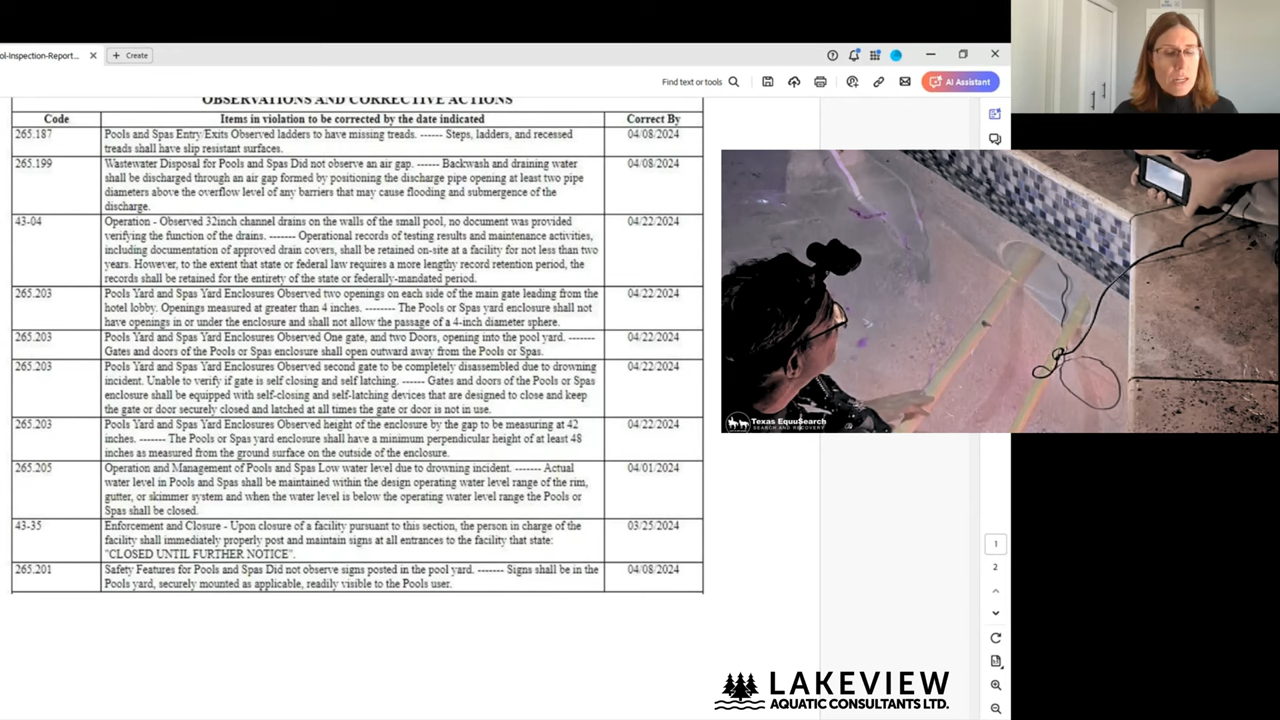 ol-Inspection-Report...
+ Create
Find text or tools
AI Assistant
OBSERVATIONS AND CORRECTIVE ACTIONS
Code
Items in violation to be corrected by the date indicated
Correct By
265.187
Pools and Spas Entry/Exits Observed ladders to have missing treads. ------ Steps, ladders, and recessed
treads shall have slip resistant surfaces.
04/08/2024
265.199
Wastewater Disposal for Pools and Spas Did not observe an air gap. ------ Backwash and draining water
shall be discharged through an air gap formed by positioning the discharge pipe opening at least two pipe
diameters above the overflow level of any barriers that may cause flooding and submergence of the
discharge.
04/08/2024
43-04
Operation - Observed 32inch channel drains on the walls of the small pool, no document was provided
verifying the function of the drains. ------- Operational records of testing results and maintenance activities,
including documentation of approved drain covers, shall be retained on-site at a facility for not less than two
years. However, to the extent that state or federal law requires a more lengthy record retention period, the
records shall be retained for the entirety of the state or federally-mandated period.
04/22/2024
265.203
Pools Yard and Spas Yard Enclosures Observed two openings on each side of the main gate leading from the
hotel lobby. Openings measured at greater than 4 inches. -------- The Pools or Spas yard enclosure shall not
have openings in or under the enclosure and shall not allow the passage of a 4-inch diameter sphere.
04/22/2024
265.203
Pools Yard and Spas Yard Enclosures Observed One gate, and two Doors, opening into the pool yard. -------
Gates and doors of the Pools or Spas enclosure shall open outward away from the Pools or Spas.
04/22/2024
265.203
Pools Yard and Spas Yard Enclosures Observed second gate to be completely disassembled due to drowning
incident. Unable to verify if gate is self closing and self latching. ------ Gates and doors of the Pools or Spas
enclosure shall be equipped with self-closing and self-latching devices that are designed to close and keep
the gate or door securely closed and latched at all times the gate or door is not in use.
04/22/2024
265.203
Pools Yard and Spas Yard Enclosures Observed height of the enclosure by the gap to be measuring at 42
inches. ------- The Pools or Spas yard enclosure shall have a minimum perpendicular height of at least 48
inches as measured from the ground surface on the outside of the enclosure.
04/22/2024
265.205
Operation and Management of Pools and Spas Low water level due to drowning incident. ------- Actual
water level in Pools and Spas shall be maintained within the design operating water level range of the rim,
gutter, or skimmer system and when the water level is below the operating water level range the Pools or
Spas shall be closed.
04/01/2024
43-35
Enforcement and Closure - Upon closure of a facility pursuant to this section, the person in charge of the
facility shall immediately properly post and maintain signs at all entrances to the facility that state:
"CLOSED UNTIL FURTHER NOTICE".
03/25/2024
265.201
Safety Features for Pools and Spas Did not observe signs posted in the pool yard. ------- Signs shall be in the
Pools yard, securely mounted as applicable, readily visible to the Pools user.
04/08/2024
Texas EquuSearch
SEARCH AND RECOVERY
1
2
LAKEVIEW
AQUATIC CONSULTANTS LTD.